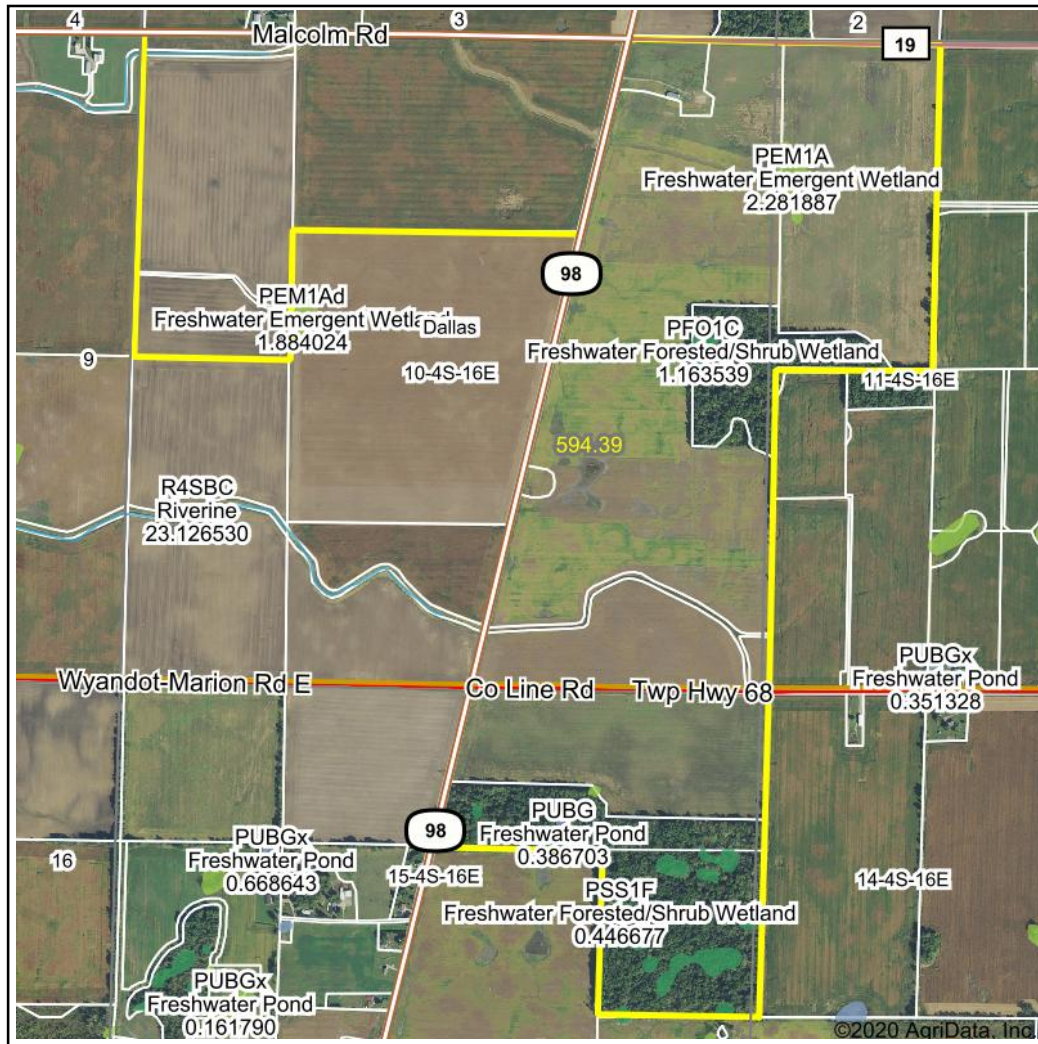 4
3
2
Malcolm Rd
19
PEM1A
Freshwater Emergent Wetland
2.281887
98
PEM1Ad
Freshwater Emergent Wetl
1.884024
Dallas
9
10-4S-16E
PFO1C
Freshwater Forested/Shrub Wetland
1.163539
11-4S-16E
594.39
R4SBC
Riverine
23.126530
PUBGx
Freshwater Pond
0.351328
Wyandot-Marion Rd E
Co Line Rd
Twp Hwy 68
98
PUBG
Freshwater Pond
0.386703
PUBGx
Freshwater Pond
0.668643
16
15-4S-16E
14-4S-16E
PSS1F
Freshwater Forested/Shrub Wetland
0.446677
PUBGx
Freshwater Pond
0.161790
©2020 AgriData, Inc.